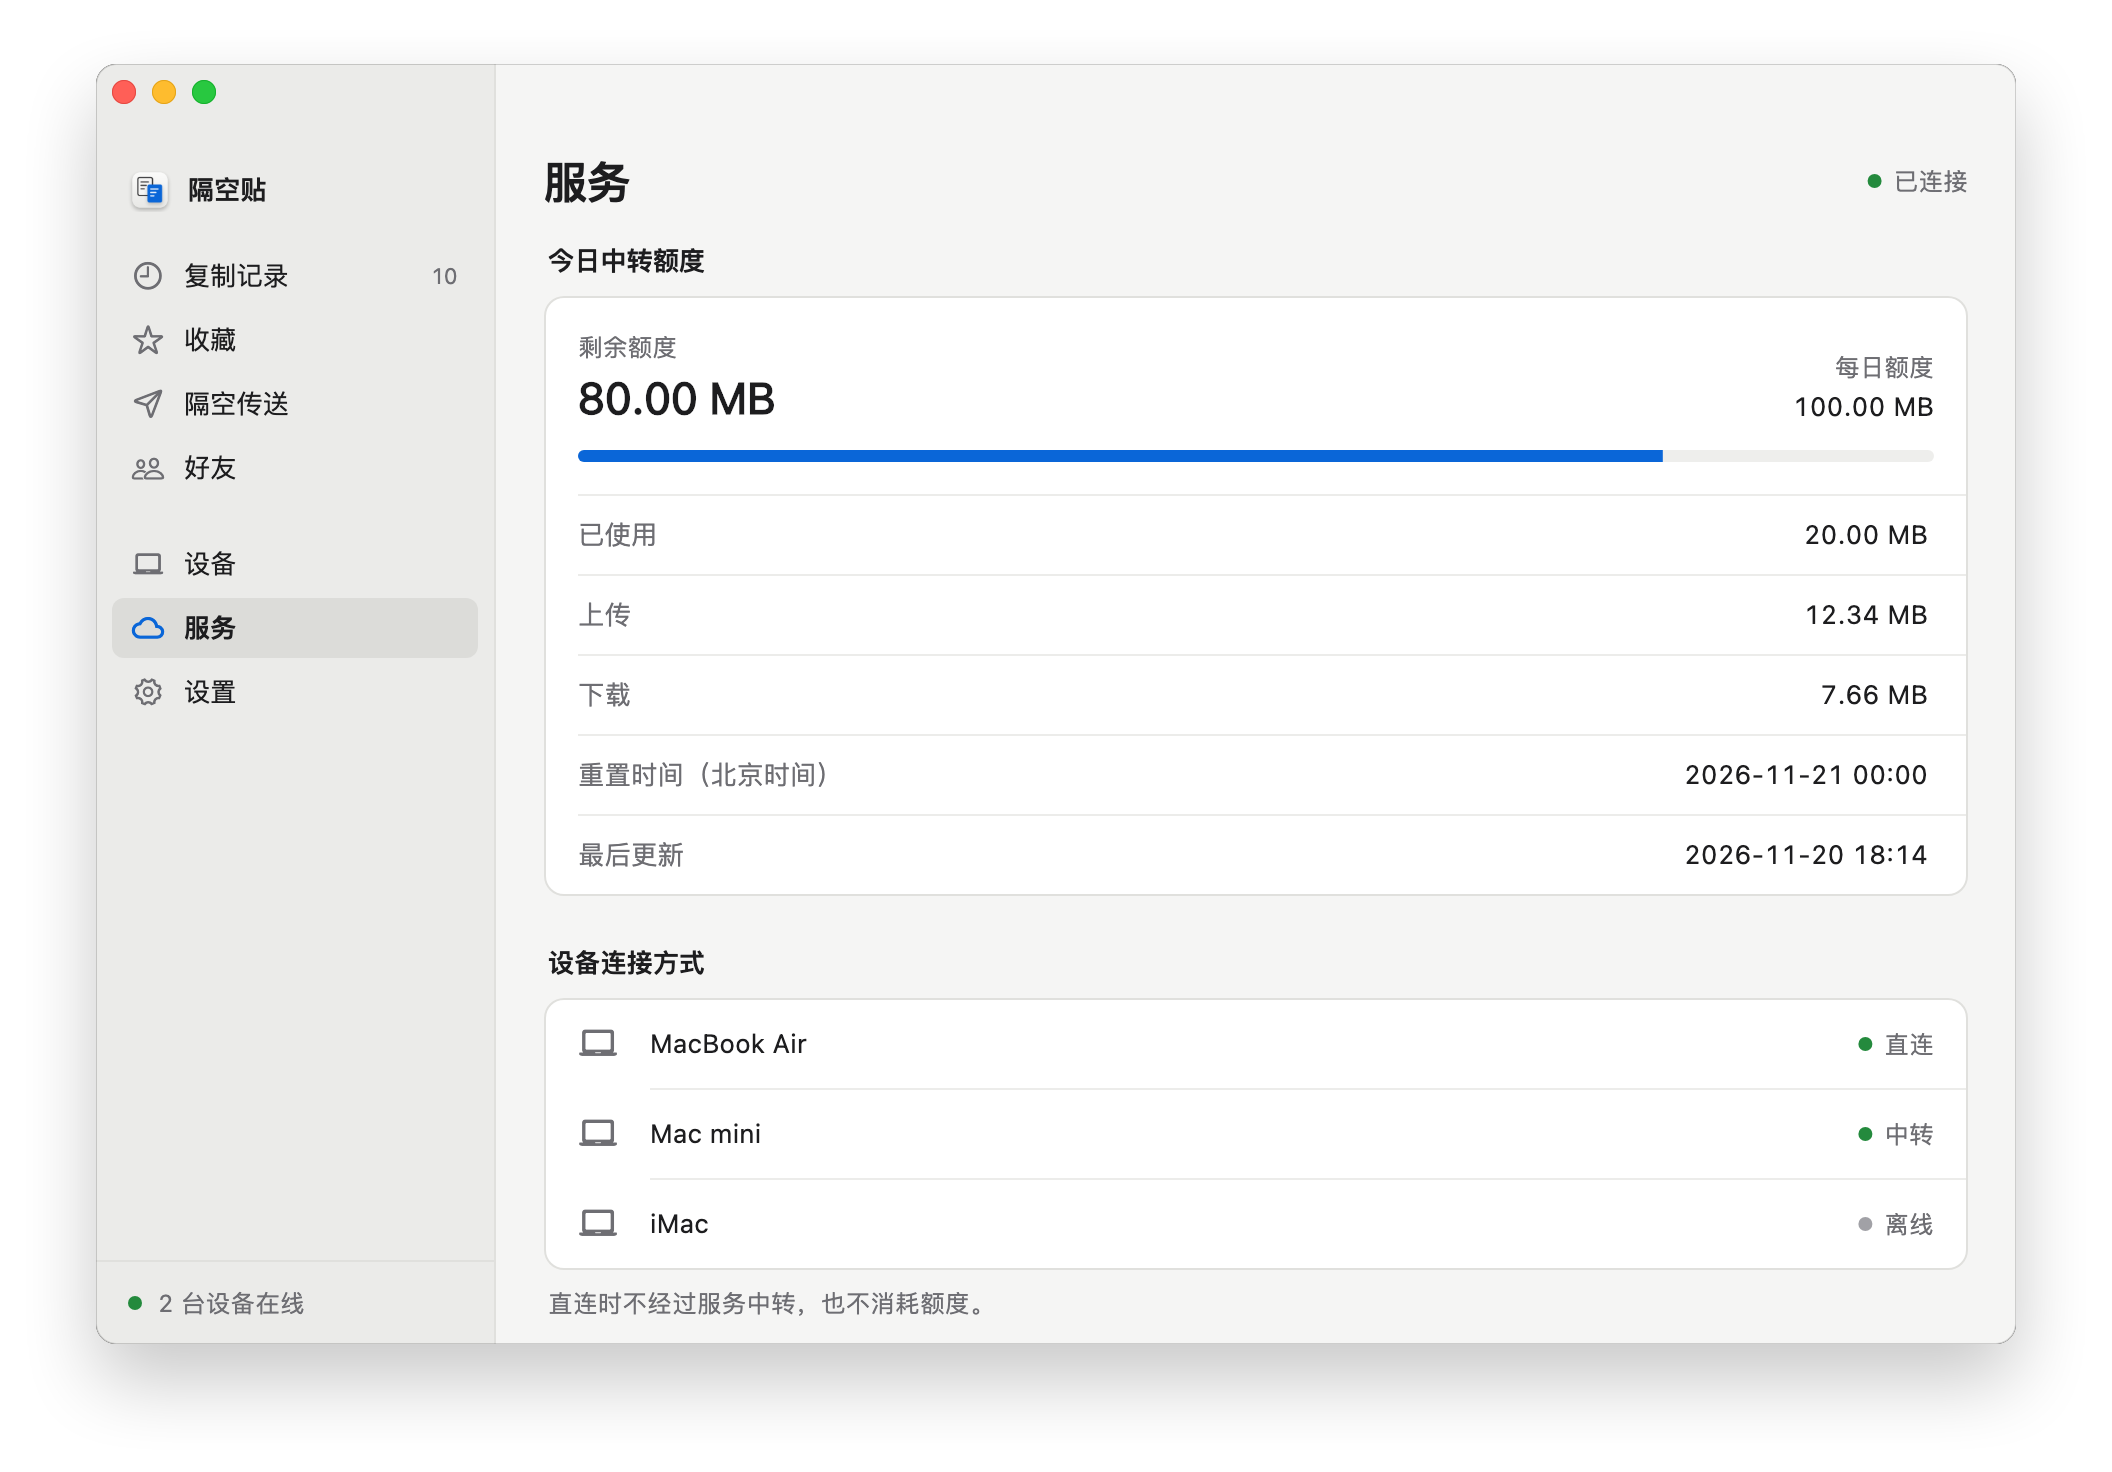 隔空贴
复制记录 10
收藏
隔空传送
好友
设备
服务
设置
2 台设备在线
服务
已连接
今日中转额度
剩余额度
80.00 MB
每日额度
100.00 MB
已使用 20.00 MB
上传 12.34 MB
下载 7.66 MB
重置时间（北京时间） 2026-11-21 00:00
最后更新 2026-11-20 18:14
设备连接方式
MacBook Air 直连
Mac mini 中转
iMac 离线
直连时不经过服务中转，也不消耗额度。